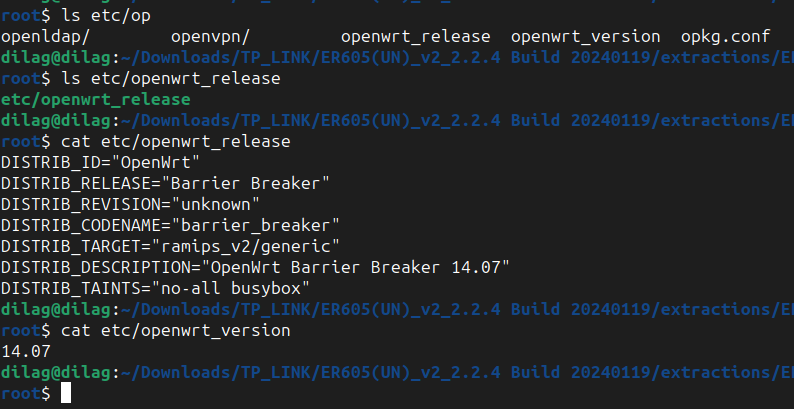 root$ ls etc/op
openldap/ openvpn/ openwrt_release openwrt_version opkg.conf
dilag@dilag:~/Downloads/TP_LINK/ER605(UN)_v2_2.2.4 Build 20240119/extractions/E
root$ ls etc/openwrt_release
etc/openwrt_release
dilag@dilag:~/Downloads/TP_LINK/ER605(UN)_v2_2.2.4 Build 20240119/extractions/E
root$ cat etc/openwrt_release
DISTRIB_ID="OpenWrt"
DISTRIB_RELEASE="Barrier Breaker"
DISTRIB_REVISION="unknown"
DISTRIB_CODENAME="barrier_breaker"
DISTRIB_TARGET="ramips_v2/generic"
DISTRIB_DESCRIPTION="OpenWrt Barrier Breaker 14.07"
DISTRIB_TAINTS="no-all busybox"
dilag@dilag:~/Downloads/TP_LINK/ER605(UN)_v2_2.2.4 Build 20240119/extractions/E
root$ cat etc/openwrt_version
14.07
dilag@dilag:~/Downloads/TP_LINK/ER605(UN)_v2_2.2.4 Build 20240119/extractions/E
root$